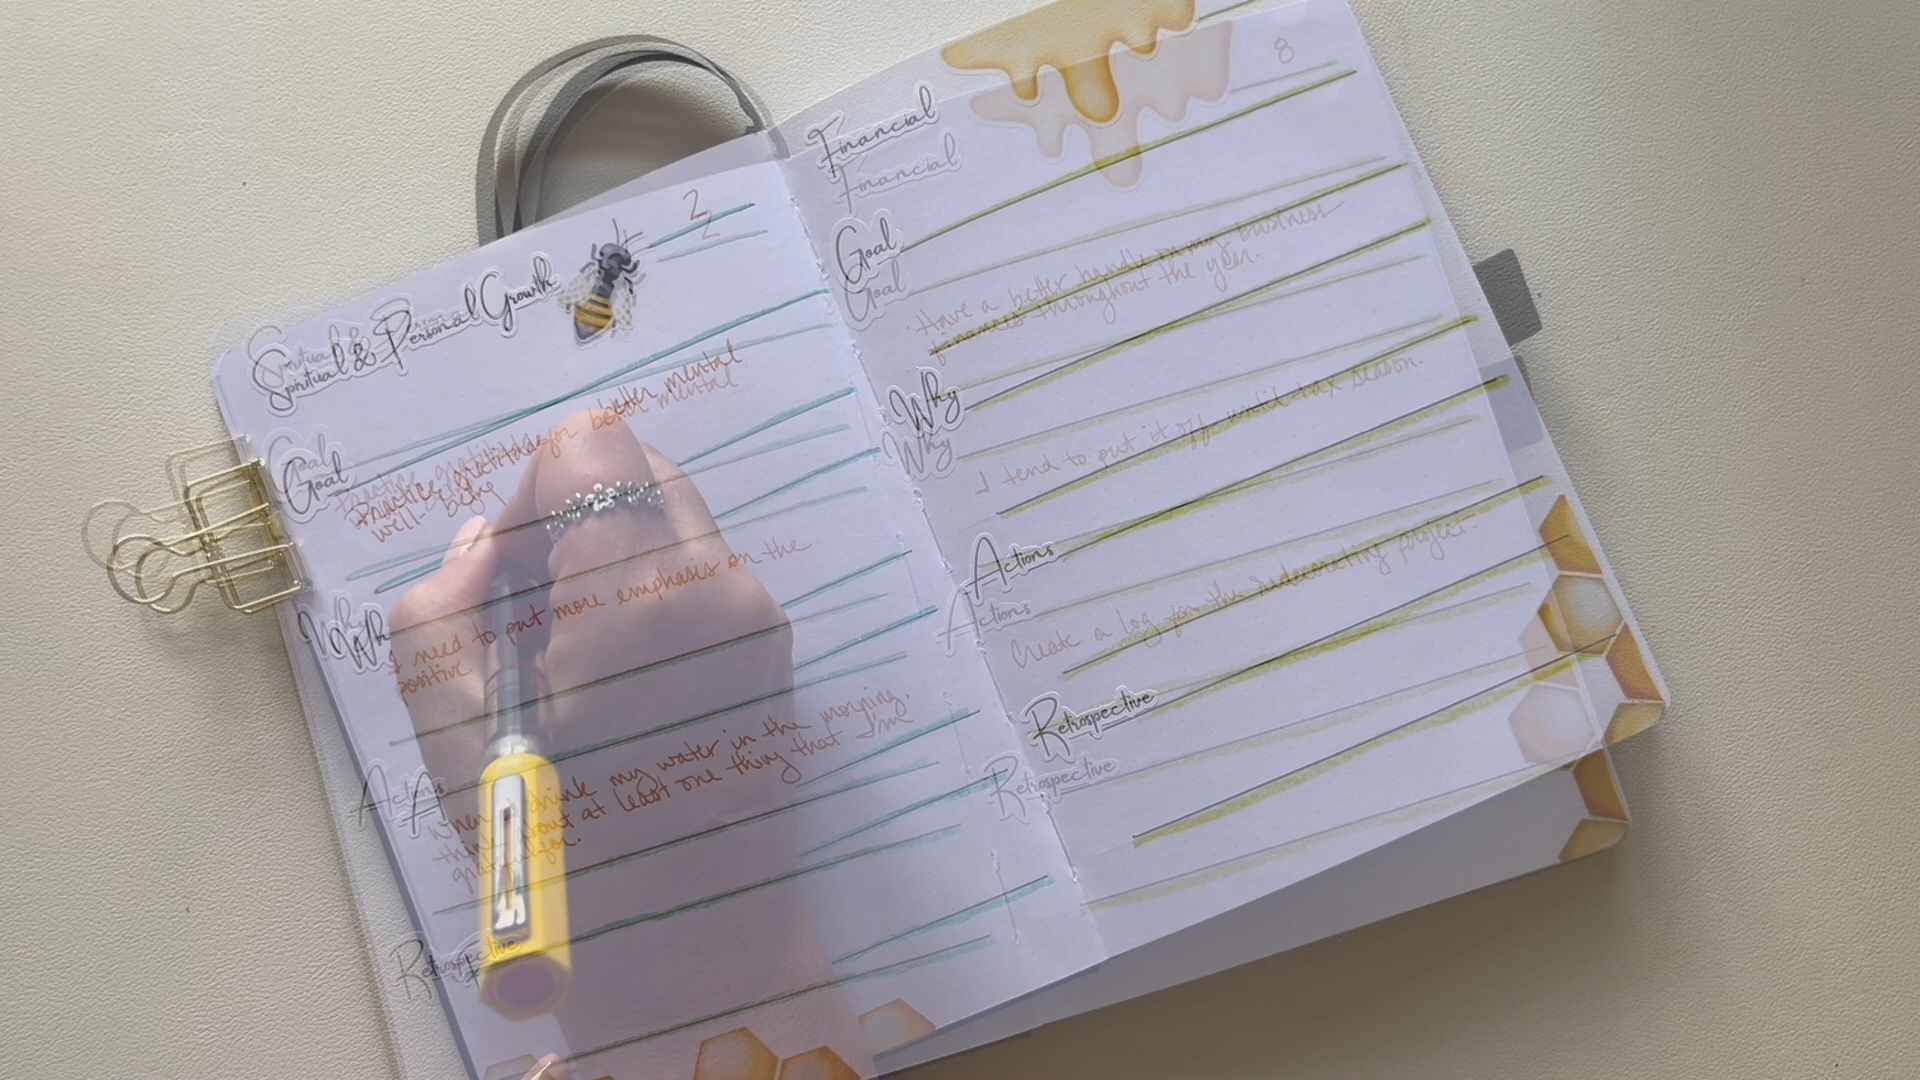 Spiritual & Personal Growth
2
Goal
Practice gratitude for better mental
well-being
Why
I need to put more emphasis on the
positive.
Actions
When I drink my water in the morning,
think about at least one thing that I'm
grateful for.
Retrospective
Financial
8
Goal
Have a better handle on my business
finances throughout the year.
Why
I tend to put it off until tax season.
Actions
Create a log for the redecorating project.
Retrospective